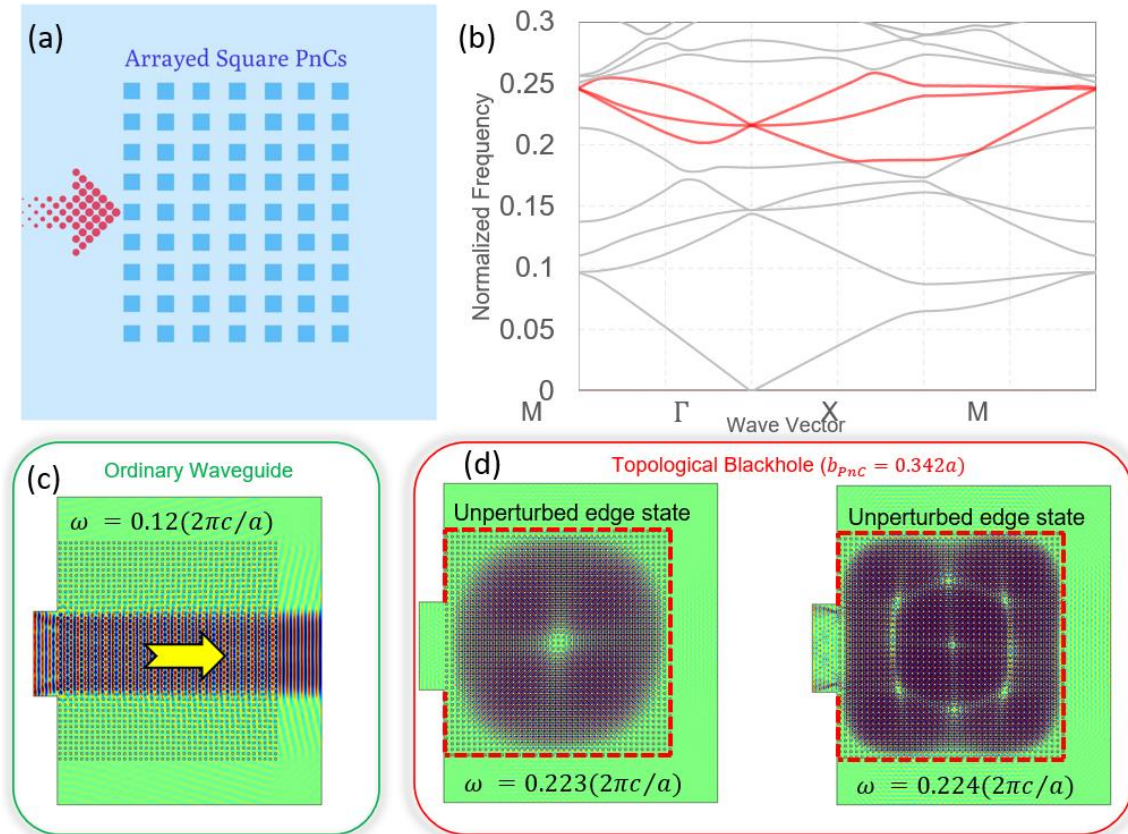 (a)
Arrayed Square PnCs
(b)
Normalized Frequency
0.3
0.25
0.2
0.15
0.1
0.05
0
M Γ X M
Wave Vector
(c)
Ordinary Waveguide
ω = 0.12(2πc/a)
(d)
Topological Blackhole (b_PnC = 0.342a)
Unperturbed edge state
ω = 0.223(2πc/a)
Unperturbed edge state
ω = 0.224(2πc/a)